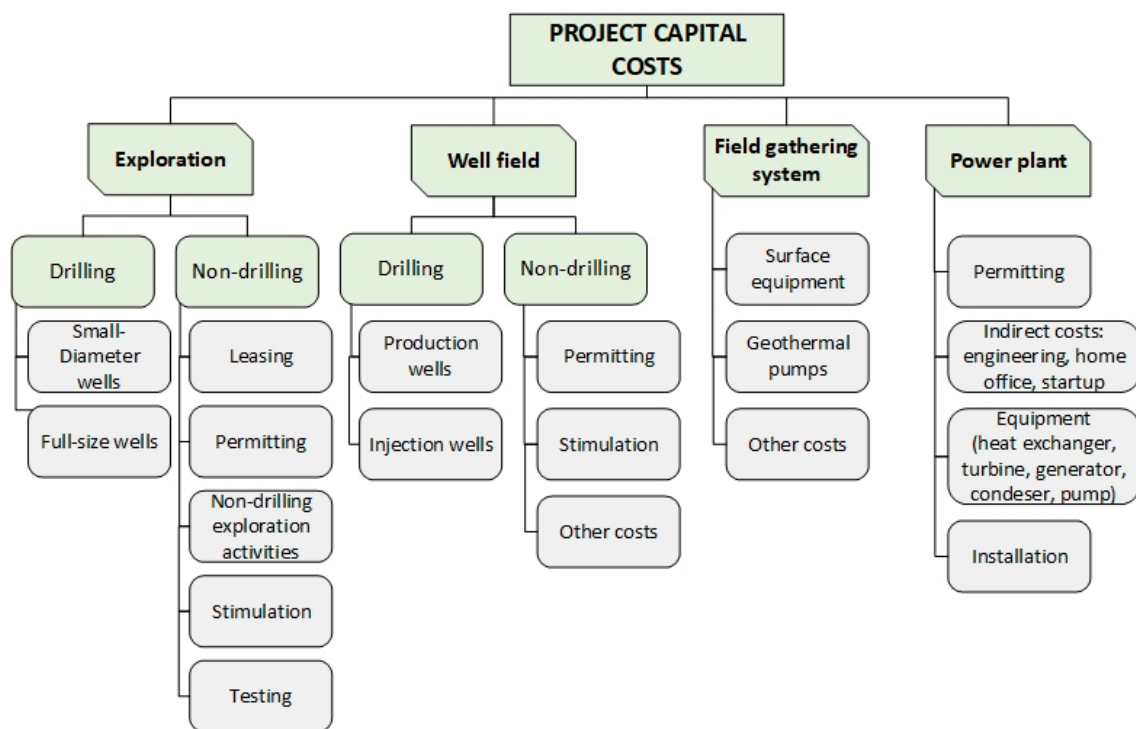 PROJECT CAPITAL
COSTS
Exploration
Well field
Field gathering
system
Power plant
Drilling
Non-drilling
Drilling
Non-drilling
Small-
Diameter
wells
Full-size wells
Leasing
Permitting
Non-drilling
exploration
activities
Stimulation
Testing
Production
wells
Injection wells
Permitting
Stimulation
Other costs
Surface
equipment
Geothermal
pumps
Other costs
Permitting
Indirect costs:
engineering, home
office, startup
Equipment
(heat exchanger,
turbine, generator,
condeser, pump)
Installation